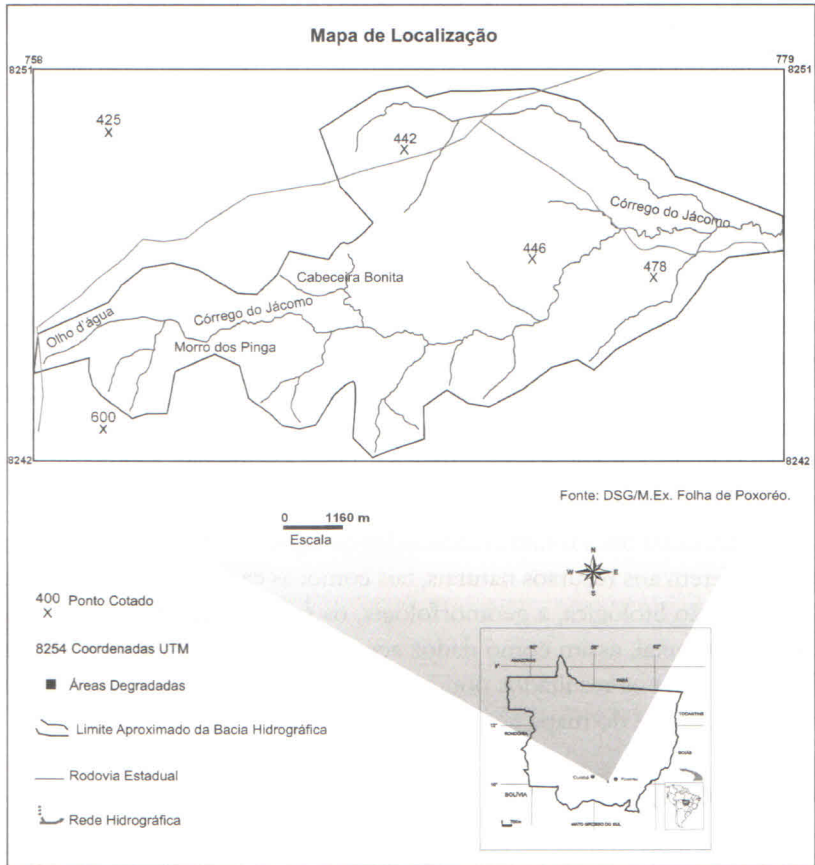 Mapa de Localização
758 779
8251 8251
425
X
442
X
Córrego do Jácomo
446
X
478
X
Cabeceira Bonita
Olho d'água
Córrego do Jácomo
Morro dos Pinga
600
X
8242 8242
Fonte: DSG/M.Ex. Folha de Poxoréo.
0 1160 m
Escala
N
W E
S
400
X Ponto Cotado
8254 Coordenadas UTM
Áreas Degradadas
Limite Aproximado da Bacia Hidrográfica
Rodovia Estadual
Rede Hidrográfica
AMAZONAS
PARÁ
TOCANTINS
RONDÔNIA
GOIÁS
Cuiabá
BOLÍVIA
MATO GROSSO DO SUL